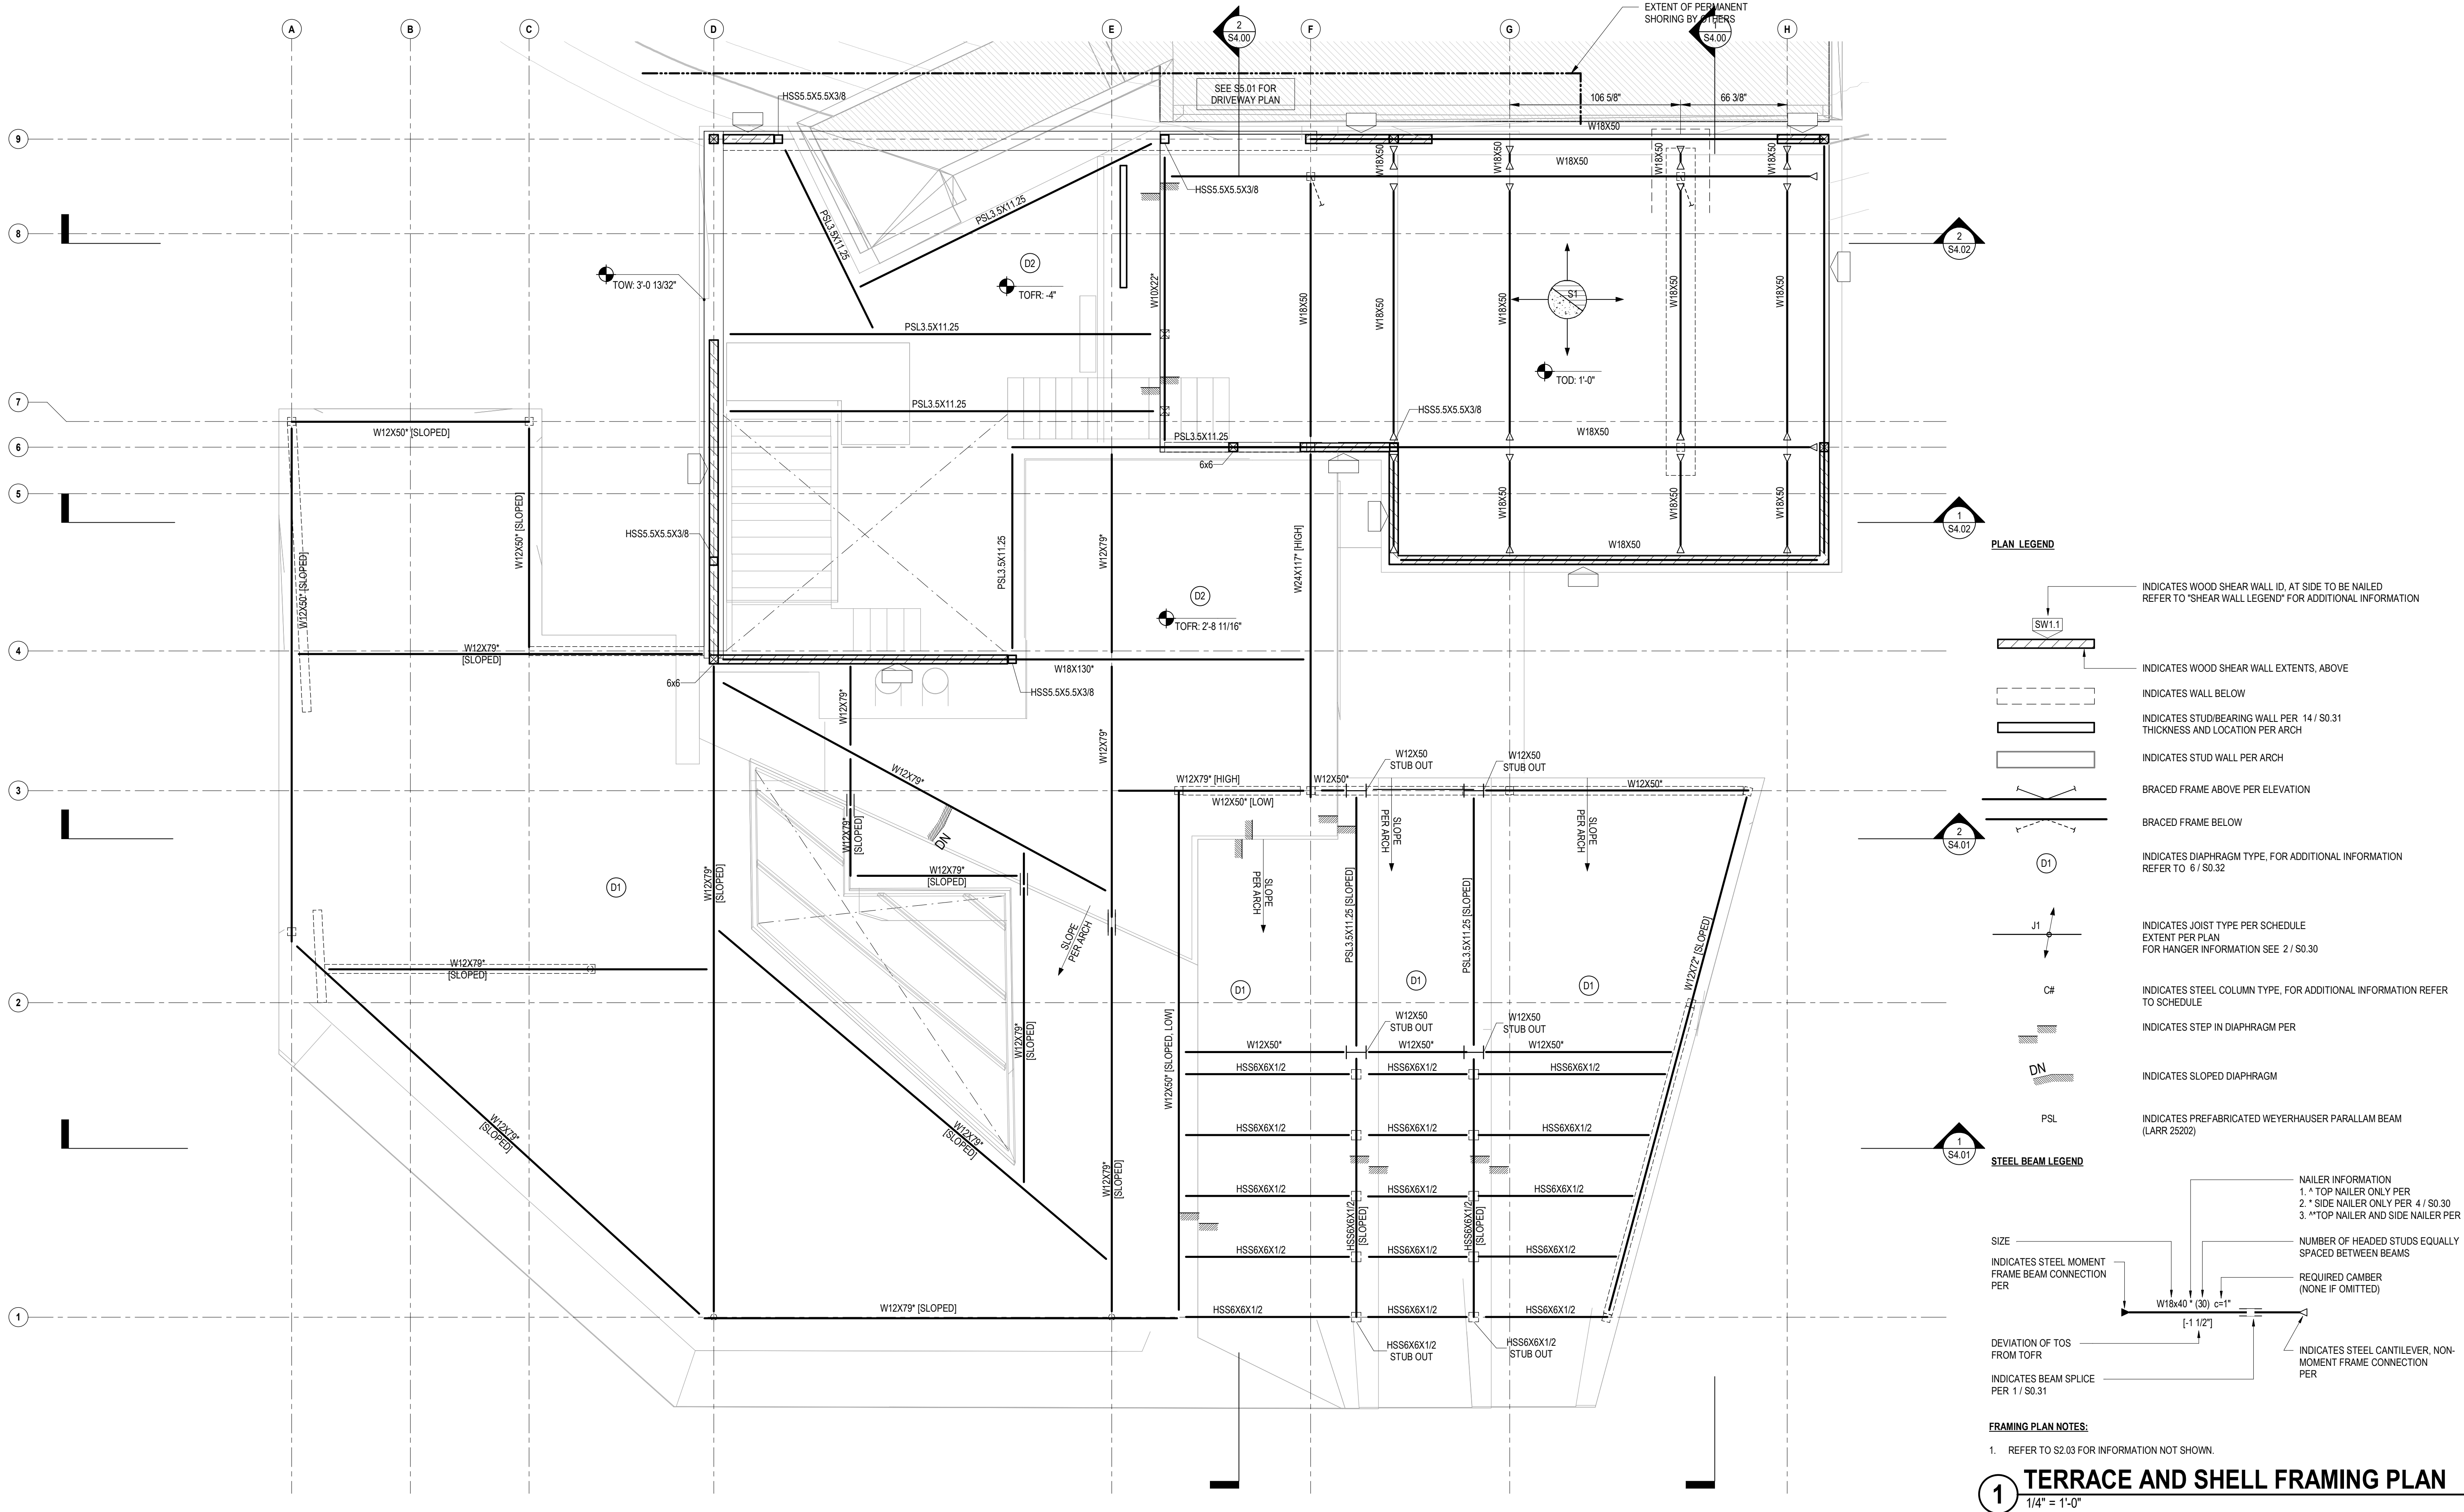 EXTENT OF PERMANENT
SHORING BY OTHERS
A
B
C
D
E
2
S4.00
F
G
1
S4.00
H
SEE S5.01 FOR
DRIVEWAY PLAN
HSS5.5X5.5X3/8
106 5/8"
66 3/8"
W18X50
9
W18X50
W18X50
W18X50
W18X50
W18X50
HSS5.5X5.5X3/8
PSL3.5X11.25
PSL3.5X11.25
8
2
S4.02
D2
TOW: 3'-0 13/32"
TOFR: -4"
W10X22*
W18X50
W18X50
W18X50
S1
W18X50
W18X50
PSL3.5X11.25
TOD: 1'-0"
7
PSL3.5X11.25
HSS5.5X5.5X3/8
W12X50* [SLOPED]
PSL3.5X11.25
W18X50
6
6x6
5
W12X50* [SLOPED]
W18X50
W18X50
W18X50
1
S4.02
HSS5.5X5.5X3/8
W12X79*
W24X117* [HIGH]
W18X50
W12X50* [SLOPED]
PSL3.5X11.25
D2
TOFR: 2'-8 11/16"
4
W12X79*
[SLOPED]
W18X130*
6x6
HSS5.5X5.5X3/8
W12X79*
W12X79*
W12X79*
W12X50
STUB OUT
W12X50
STUB OUT
3
W12X79* [HIGH]
W12X50*
W12X50*
W12X50* [LOW]
W12X79*
[SLOPED]
DN
SLOPE
PER ARCH
SLOPE
PER ARCH
2
S4.01
W12X79*
[SLOPED]
W12X79*
[SLOPED]
D1
SLOPE
PER ARCH
SLOPE
PER ARCH
PSL3.5X11.25 [SLOPED]
PSL3.5X11.25 [SLOPED]
W12X72* [SLOPED]
W12X79*
[SLOPED]
D1
D1
D1
2
W12X79*
[SLOPED]
W12X50* [SLOPED, LOW]
W12X50
STUB OUT
W12X50
STUB OUT
W12X50*
W12X50*
W12X50*
HSS6X6X1/2
HSS6X6X1/2
HSS6X6X1/2
W12X79*
[SLOPED]
W12X79*
[SLOPED]
W12X79*
[SLOPED]
HSS6X6X1/2
HSS6X6X1/2
HSS6X6X1/2
1
S4.01
HSS6X6X1/2
HSS6X6X1/2
HSS6X6X1/2
HSS6X6X1/2
[SLOPED]
HSS6X6X1/2
[SLOPED]
HSS6X6X1/2
HSS6X6X1/2
HSS6X6X1/2
1
W12X79* [SLOPED]
HSS6X6X1/2
HSS6X6X1/2
HSS6X6X1/2
HSS6X6X1/2
STUB OUT
HSS6X6X1/2
STUB OUT
PLAN LEGEND
INDICATES WOOD SHEAR WALL ID, AT SIDE TO BE NAILED
REFER TO "SHEAR WALL LEGEND" FOR ADDITIONAL INFORMATION
SW1.1
INDICATES WOOD SHEAR WALL EXTENTS, ABOVE
INDICATES WALL BELOW
INDICATES STUD/BEARING WALL PER 14 / S0.31
THICKNESS AND LOCATION PER ARCH
INDICATES STUD WALL PER ARCH
BRACED FRAME ABOVE PER ELEVATION
BRACED FRAME BELOW
D1
INDICATES DIAPHRAGM TYPE, FOR ADDITIONAL INFORMATION
REFER TO 6 / S0.32
J1
INDICATES JOIST TYPE PER SCHEDULE
EXTENT PER PLAN
FOR HANGER INFORMATION SEE 2 / S0.30
C#
INDICATES STEEL COLUMN TYPE, FOR ADDITIONAL INFORMATION REFER
TO SCHEDULE
INDICATES STEP IN DIAPHRAGM PER
DN
INDICATES SLOPED DIAPHRAGM
PSL
INDICATES PREFABRICATED WEYERHAUSER PARALLAM BEAM
(LARR 25202)
STEEL BEAM LEGEND
NAILER INFORMATION
1. ^ TOP NAILER ONLY PER
2. * SIDE NAILER ONLY PER 4 / S0.30
3. ^*TOP NAILER AND SIDE NAILER PER
SIZE
NUMBER OF HEADED STUDS EQUALLY
SPACED BETWEEN BEAMS
INDICATES STEEL MOMENT
FRAME BEAM CONNECTION
PER
REQUIRED CAMBER
(NONE IF OMITTED)
W18x40 * (30) c=1"
[-1 1/2"]
DEVIATION OF TOS
FROM TOFR
INDICATES STEEL CANTILEVER, NON-
MOMENT FRAME CONNECTION
PER
INDICATES BEAM SPLICE
PER 1 / S0.31
FRAMING PLAN NOTES:
1. REFER TO S2.03 FOR INFORMATION NOT SHOWN.
1
TERRACE AND SHELL FRAMING PLAN
1/4" = 1'-0"